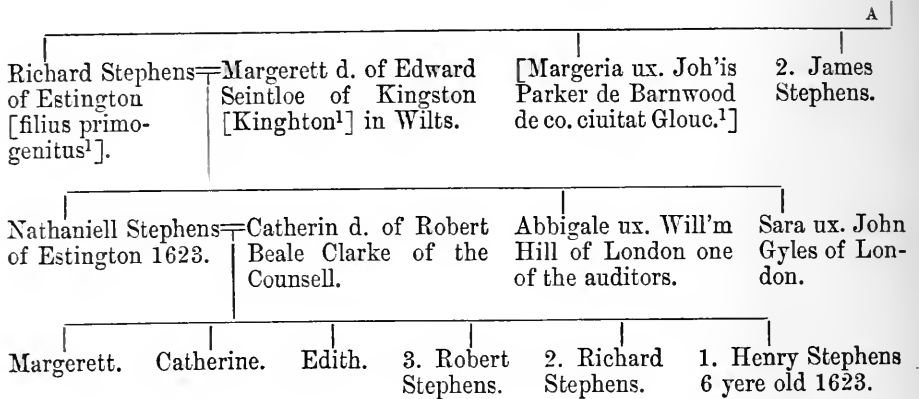 A
Richard Stephens
of Estington
[filius primo-
genitus¹].
Margerett d. of Edward
Seintloe of Kingston
[Kinghton¹] in Wilts.
[Margeria ux. Joh'is
Parker de Barnwood
de co. ciuitat Glouc.¹]
2. James
Stephens.
Nathaniell Stephens
of Estington 1623.
Catherin d. of Robert
Beale Clarke of the
Counsell.
Abbigale ux. Will'm
Hill of London one
of the auditors.
Sara ux. John
Gyles of Lon-
don.
Margerett.
Catherine.
Edith.
3. Robert
Stephens.
2. Richard
Stephens.
1. Henry Stephens
6 yere old 1623.